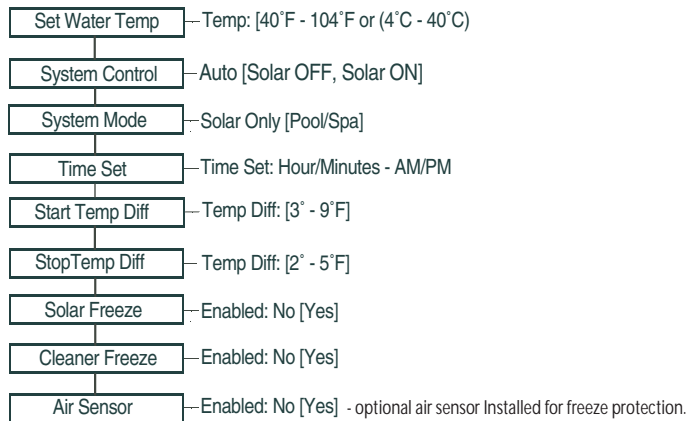 Set Water Temp Temp: [40˚F - 104˚F or (4˚C - 40˚C)
System Control Auto [Solar OFF, Solar ON]
System Mode Solar Only [Pool/Spa]
Time Set Time Set: Hour/Minutes - AM/PM
Start Temp Diff Temp Diff: [3˚ - 9˚F]
StopTemp Diff Temp Diff: [2˚ - 5˚F]
Solar Freeze Enabled: No [Yes]
Cleaner Freeze Enabled: No [Yes]
Air Sensor Enabled: No [Yes] - optional air sensor Installed for freeze protection.